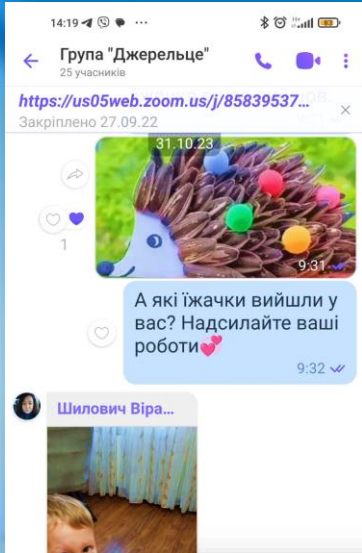 14:19
93
Група "Джерельце"
25 учасників
https://us05web.zoom.us/j/85839537...
Закріплено 27.09.22
31.10.23
1
9:31
А які їжачки вийшли у
вас? Надсилайте ваші
роботи💞
9:32
Шилович Віра...